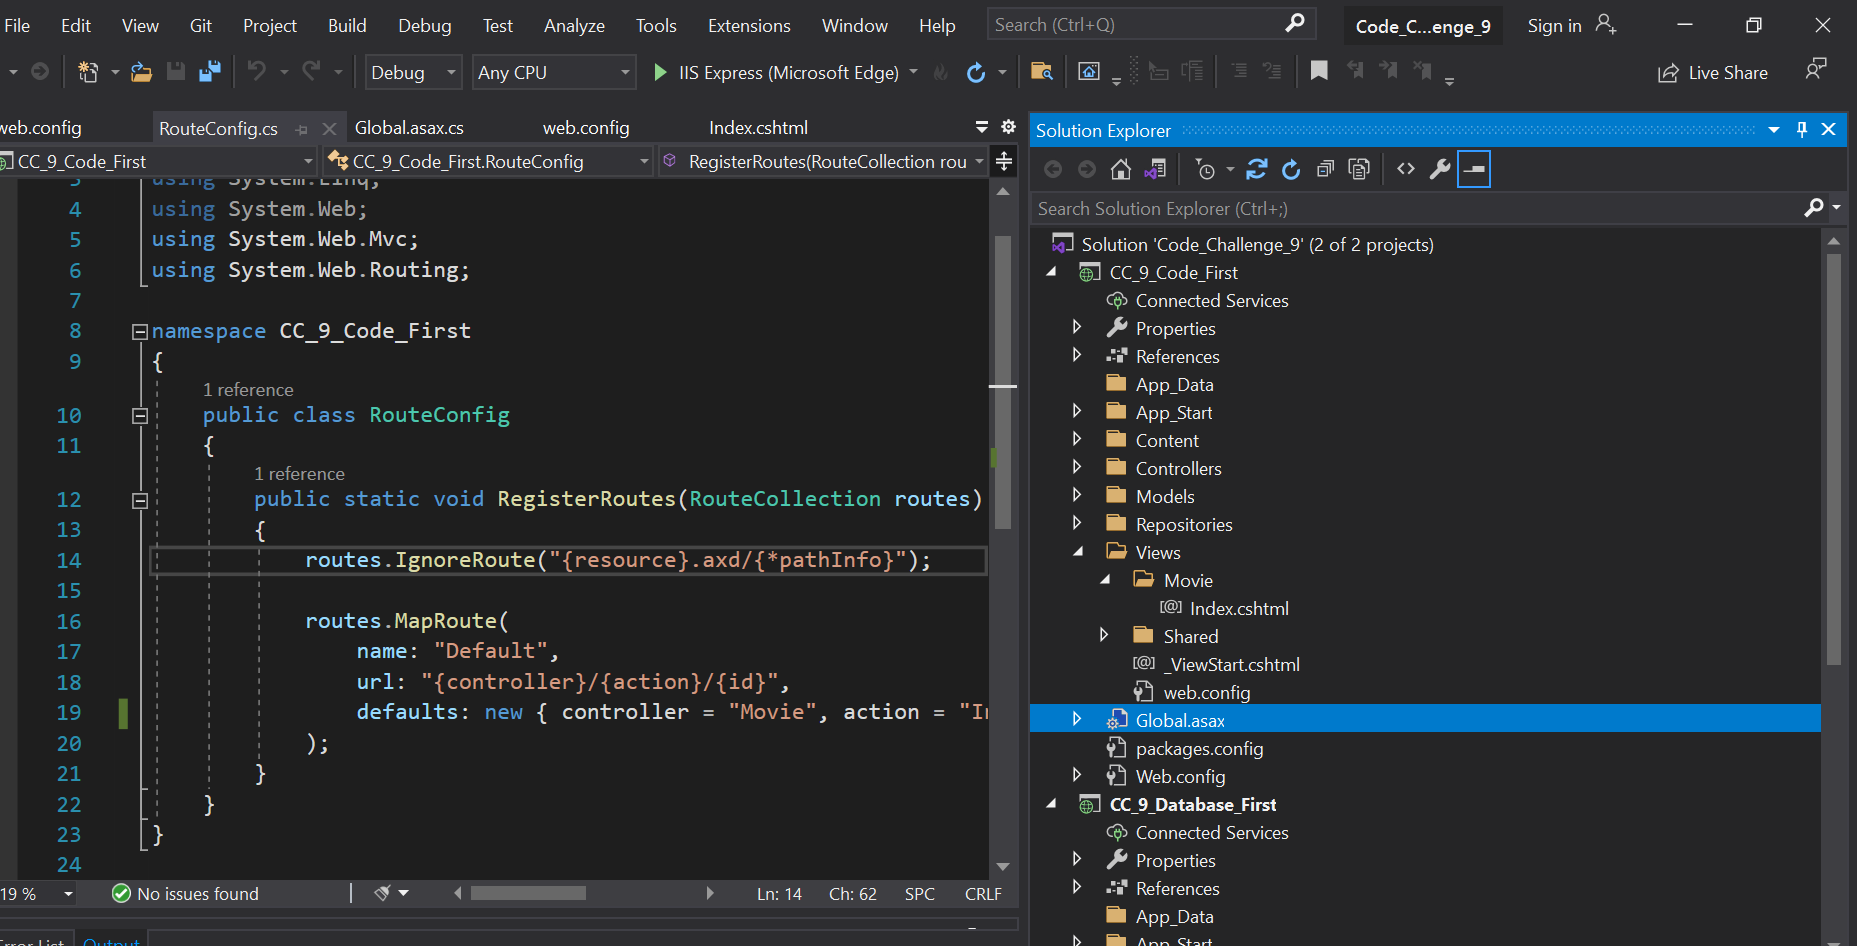 File Edit View Git Project Build Debug Test Analyze Tools Extensions Window Help Search (Ctrl+Q) Code_C...enge_9 Sign in
Debug Any CPU IIS Express (Microsoft Edge) Live Share
web.config RouteConfig.cs Global.asax.cs web.config Index.cshtml
CC_9_Code_First CC_9_Code_First.RouteConfig RegisterRoutes(RouteCollection rou
3 using System.Linq;
4 using System.Web;
5 using System.Web.Mvc;
6 using System.Web.Routing;
7
8 namespace CC_9_Code_First
9 {
1 reference
10 public class RouteConfig
11 {
1 reference
12 public static void RegisterRoutes(RouteCollection routes)
13 {
14 routes.IgnoreRoute("{resource}.axd/{*pathInfo}");
15
16 routes.MapRoute(
17 name: "Default",
18 url: "{controller}/{action}/{id}",
19 defaults: new { controller = "Movie", action = "I
20 );
21 }
22 }
23 }
24
19 % No issues found Ln: 14 Ch: 62 SPC CRLF
Error List Output
Solution Explorer
Search Solution Explorer (Ctrl+;)
Solution 'Code_Challenge_9' (2 of 2 projects)
CC_9_Code_First
Connected Services
Properties
References
App_Data
App_Start
Content
Controllers
Models
Repositories
Views
Movie
[@] Index.cshtml
Shared
[@] _ViewStart.cshtml
web.config
Global.asax
packages.config
Web.config
CC_9_Database_First
Connected Services
Properties
References
App_Data
App_Start